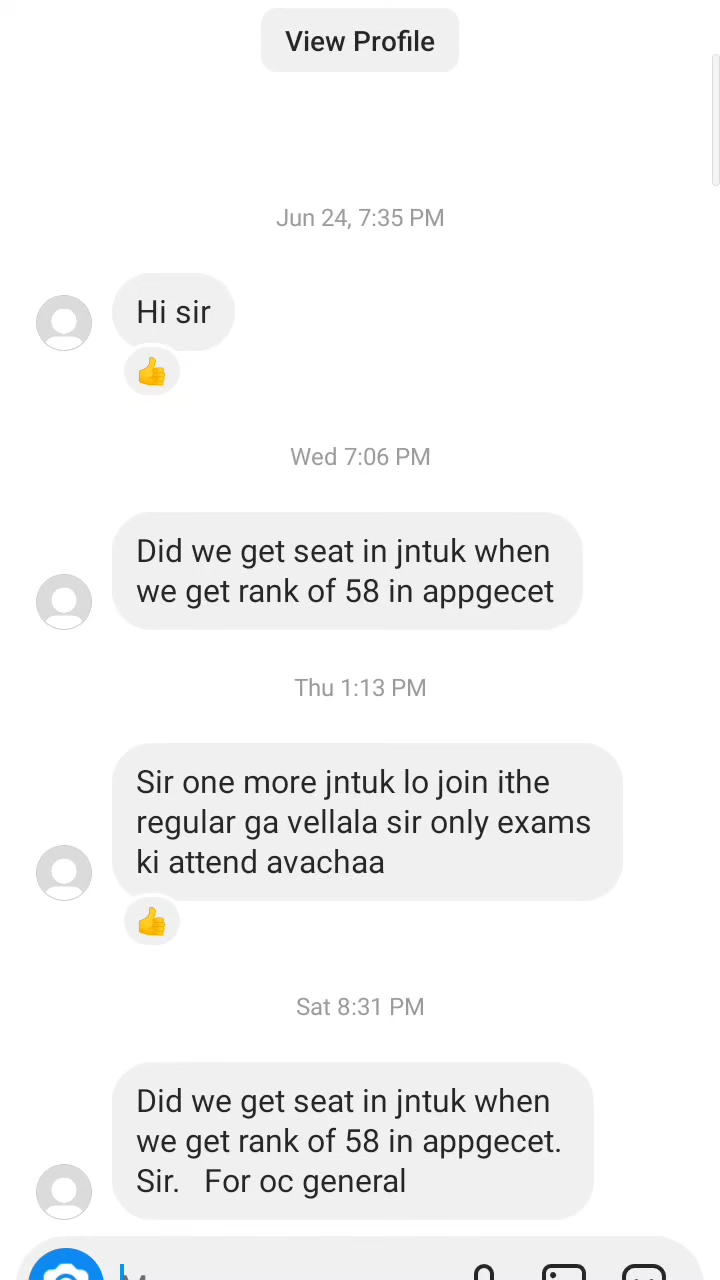 View Profile
Jun 24, 7:35 PM
Hi sir
Wed 7:06 PM
Did we get seat in jntuk when
we get rank of 58 in appgecet
Thu 1:13 PM
Sir one more jntuk lo join ithe
regular ga vellala sir only exams
ki attend avachaa
Sat 8:31 PM
Did we get seat in jntuk when
we get rank of 58 in appgecet.
Sir.   For oc general